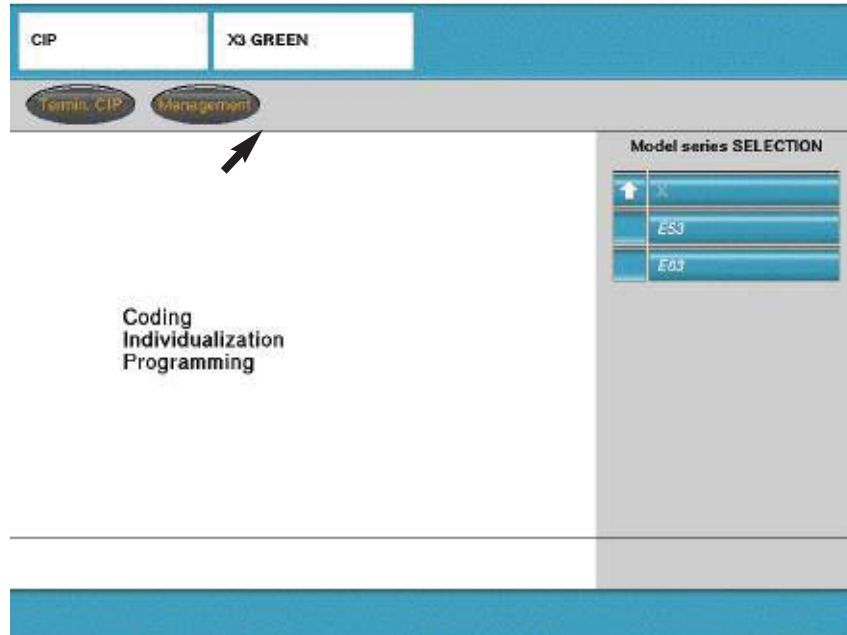 CIP
X3 GREEN
Termin. CIP
Management
Model series SELECTION
X
E53
E83
Coding
Individualization
Programming